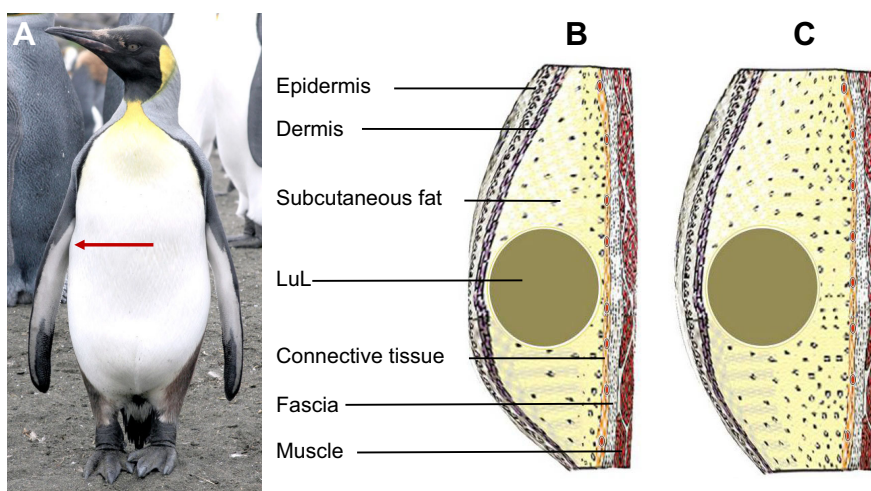 A
B
C
Epidermis
Dermis
Subcutaneous fat
LuL
Connective tissue
Fascia
Muscle